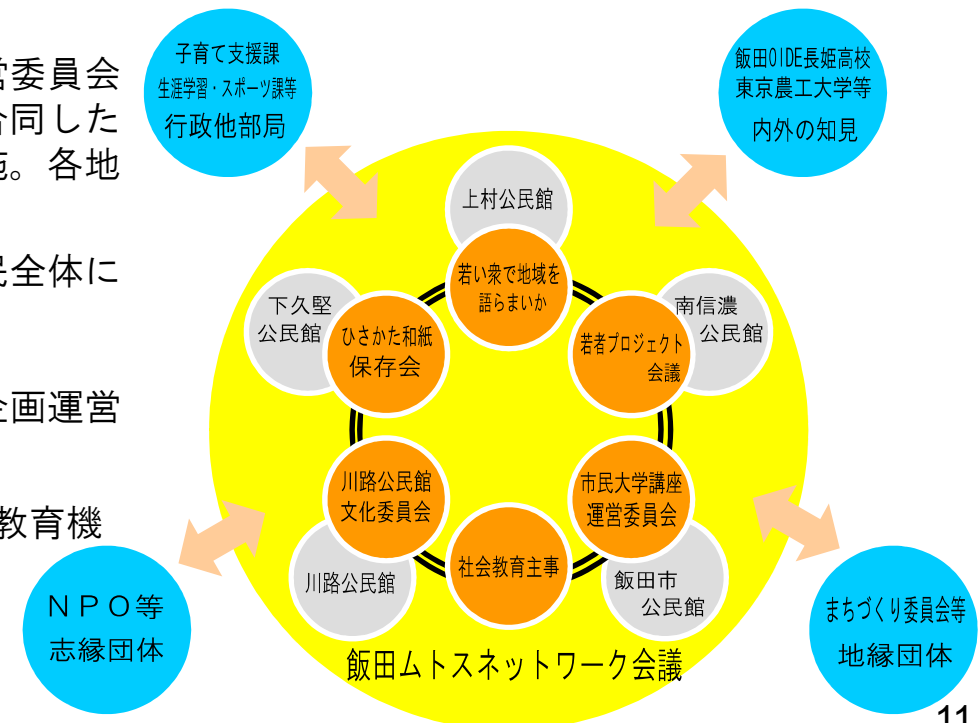 営委員会
合同した
施。各地
民全体に
企画運営
教育機
子育て支援課
生涯学習・スポーツ課等
行政他部局
飯田OIDE長姫高校
東京農工大学等
内外の知見
上村公民館
若い衆で地域を
語らまいか
下久堅
公民館
ひさかた和紙
保存会
南信濃
公民館
若者プロジェクト
会議
川路公民館
文化委員会
市民大学講座
運営委員会
社会教育主事
川路公民館
飯田市
公民館
NPO等
志縁団体
まちづくり委員会等
地縁団体
飯田ムトスネットワーク会議
11